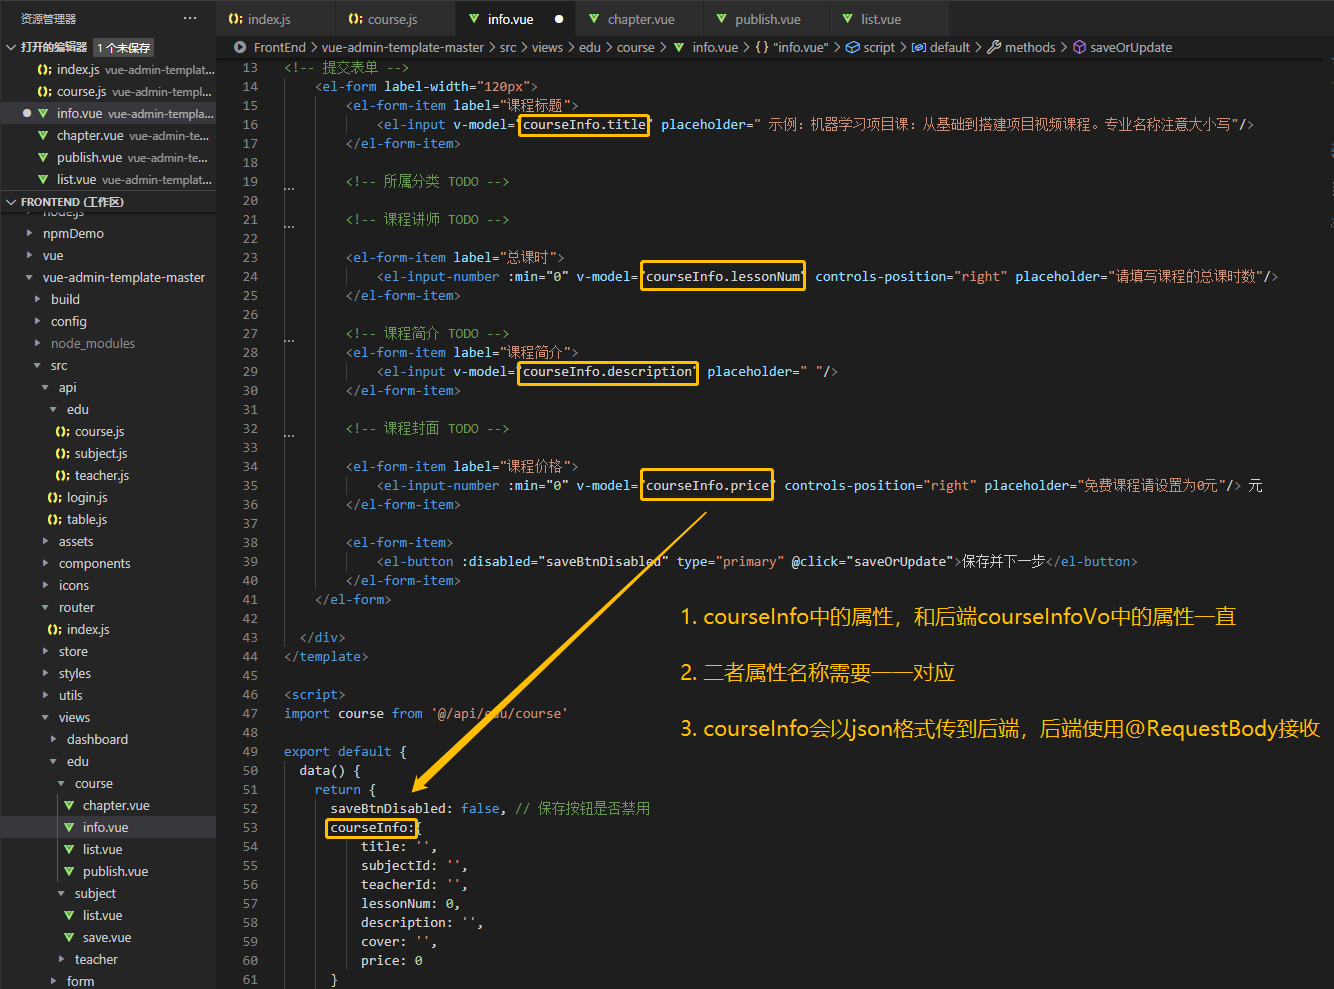 资源管理器 ···
打开的编辑器 1 个未保存
index.js vue-admin-templat...
course.js vue-admin-templ...
info.vue vue-admin-templa...
chapter.vue vue-admin-te...
publish.vue vue-admin-te...
list.vue vue-admin-templat...
FRONTEND (工作区)
node.js
npmDemo
vue
vue-admin-template-master
build
config
node_modules
src
api
edu
course.js
subject.js
teacher.js
login.js
table.js
assets
components
icons
router
index.js
store
styles
utils
views
dashboard
edu
course
chapter.vue
info.vue
list.vue
publish.vue
subject
list.vue
save.vue
teacher
form
index.js course.js info.vue chapter.vue publish.vue list.vue
FrontEnd > vue-admin-template-master > src > views > edu > course > info.vue > {} "info.vue" > script > default > methods > saveOrUpdate
13 <!-- 提交表单 -->
14 <el-form label-width="120px">
15 <el-form-item label="课程标题">
16 <el-input v-model="courseInfo.title" placeholder=" 示例：机器学习项目课：从基础到搭建项目视频课程。专业名称注意大小写"/>
17 </el-form-item>
18
19 ... <!-- 所属分类 TODO -->
20
21 ... <!-- 课程讲师 TODO -->
22
23 <el-form-item label="总课时">
24 <el-input-number :min="0" v-model="courseInfo.lessonNum" controls-position="right" placeholder="请填写课程的总课时数"/>
25 </el-form-item>
26
27 ... <!-- 课程简介 TODO -->
28 <el-form-item label="课程简介">
29 <el-input v-model="courseInfo.description" placeholder=" "/>
30 </el-form-item>
31
32 ... <!-- 课程封面 TODO -->
33
34 <el-form-item label="课程价格">
35 <el-input-number :min="0" v-model="courseInfo.price" controls-position="right" placeholder="免费课程请设置为0元"/> 元
36 </el-form-item>
37
38 <el-form-item>
39 <el-button :disabled="saveBtnDisabled" type="primary" @click="saveOrUpdate">保存并下一步</el-button>
40 </el-form-item>
41 </el-form>
42
43 </div>
44 </template>
45
46 <script>
47 import course from '@/api/edu/course'
48
49 export default {
50 data() {
51 return {
52 saveBtnDisabled: false, // 保存按钮是否禁用
53 courseInfo:{
54 title: '',
55 subjectId: '',
56 teacherId: '',
57 lessonNum: 0,
58 description: '',
59 cover: '',
60 price: 0
61 }
1. courseInfo中的属性，和后端courseInfoVo中的属性一直
2. 二者属性名称需要一一对应
3. courseInfo会以json格式传到后端，后端使用@RequestBody接收